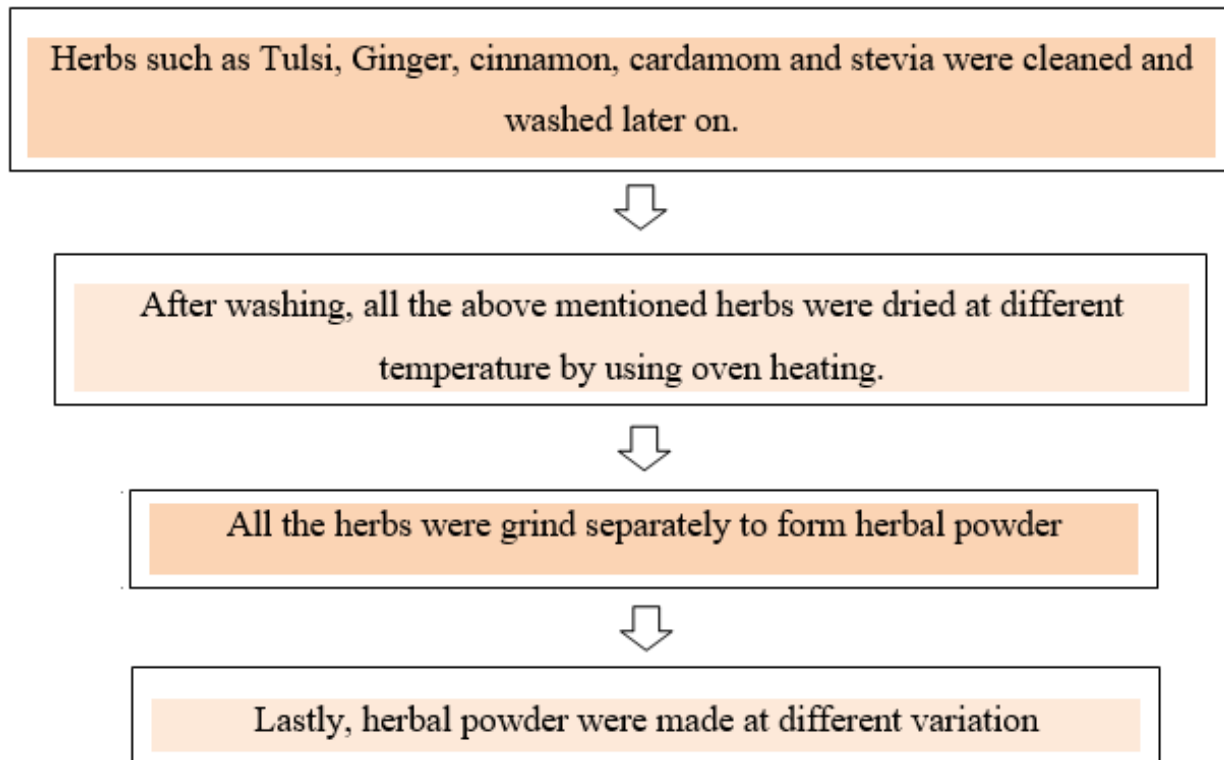 Herbs such as Tulsi, Ginger, cinnamon, cardamom and stevia were cleaned and
washed later on.
After washing, all the above mentioned herbs were dried at different
temperature by using oven heating.
All the herbs were grind separately to form herbal powder
Lastly, herbal powder were made at different variation